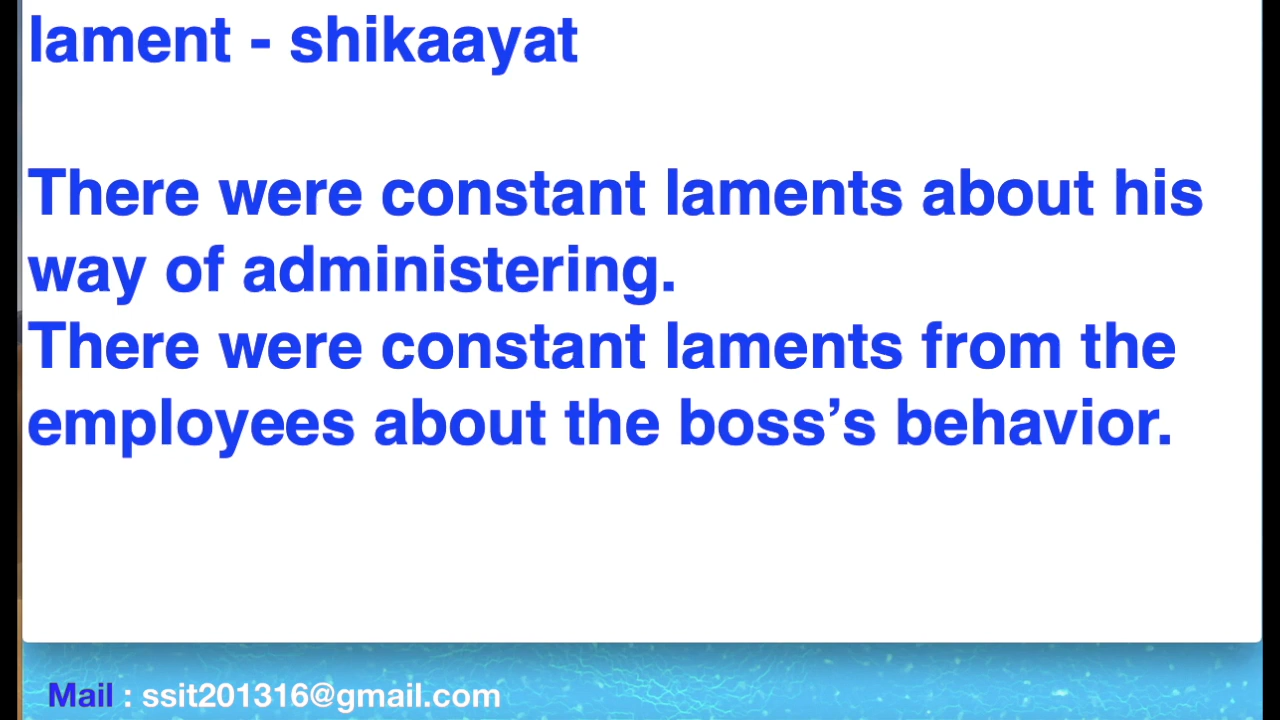 lament - shikaayat
There were constant laments about his
way of administering.
There were constant laments from the
employees about the boss’s behavior.
Mail : ssit201316@gmail.com